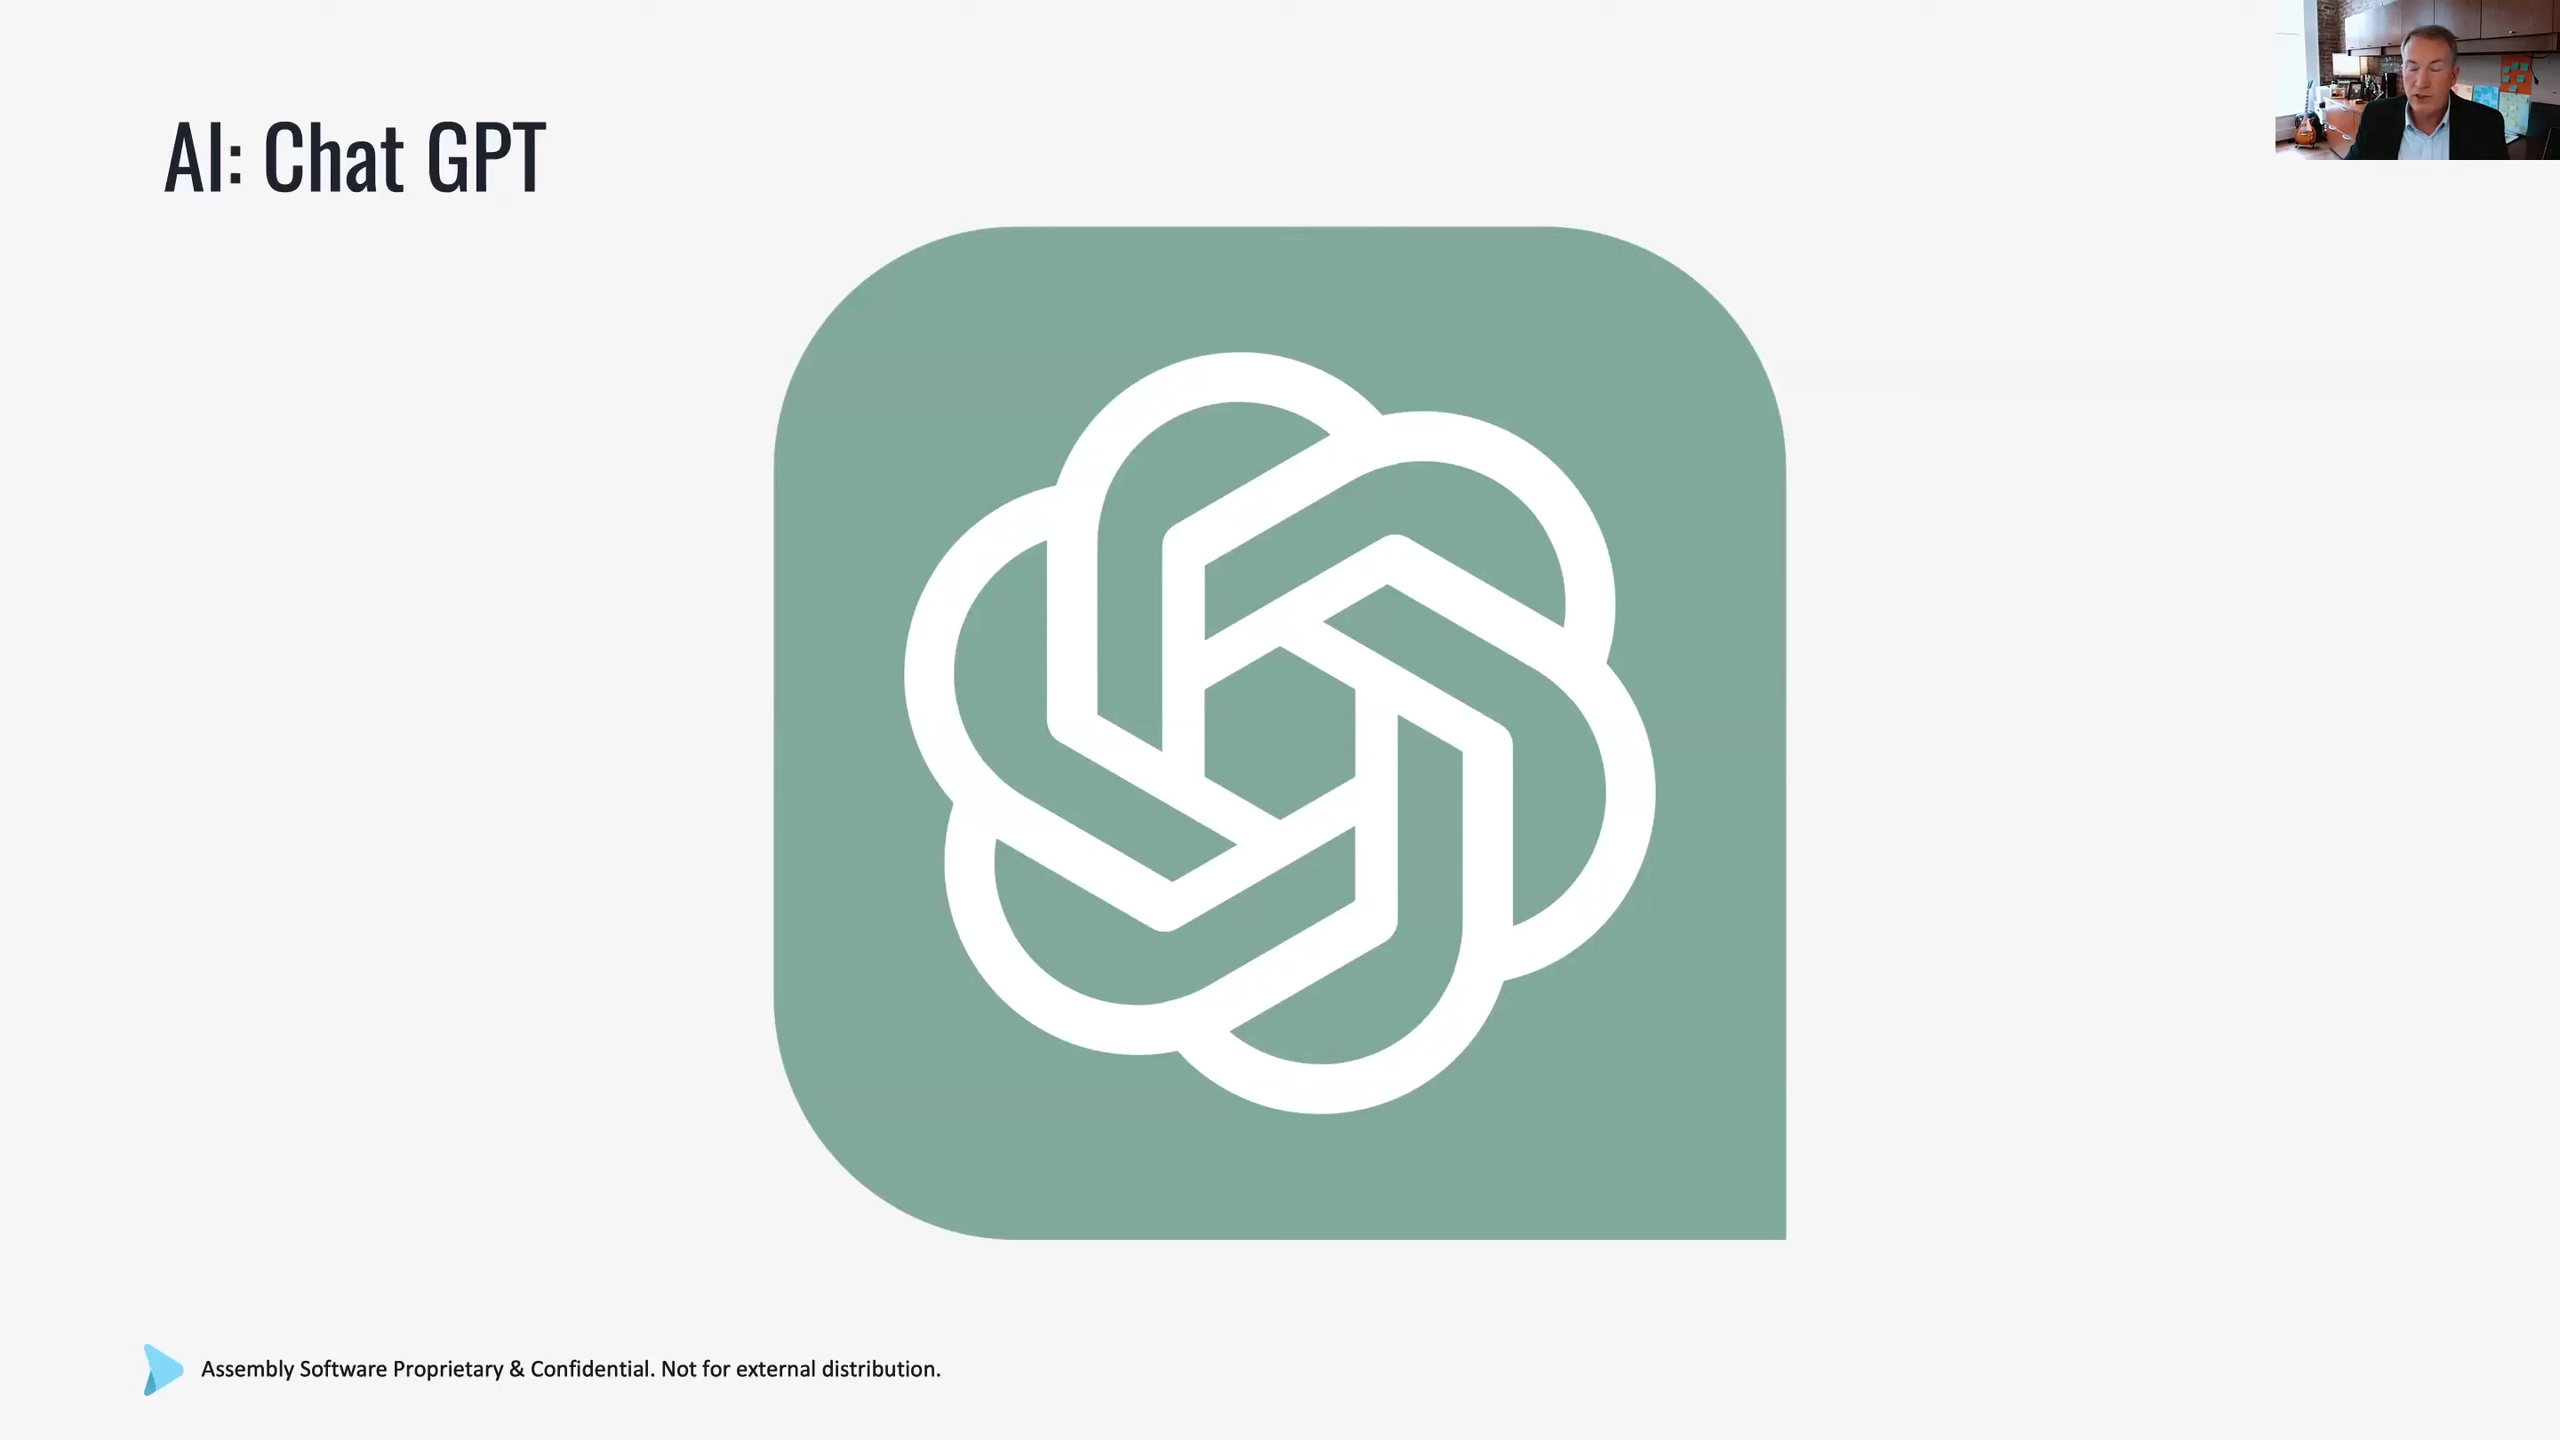 AI: Chat GPT
Assembly Software Proprietary & Confidential. Not for external distribution.